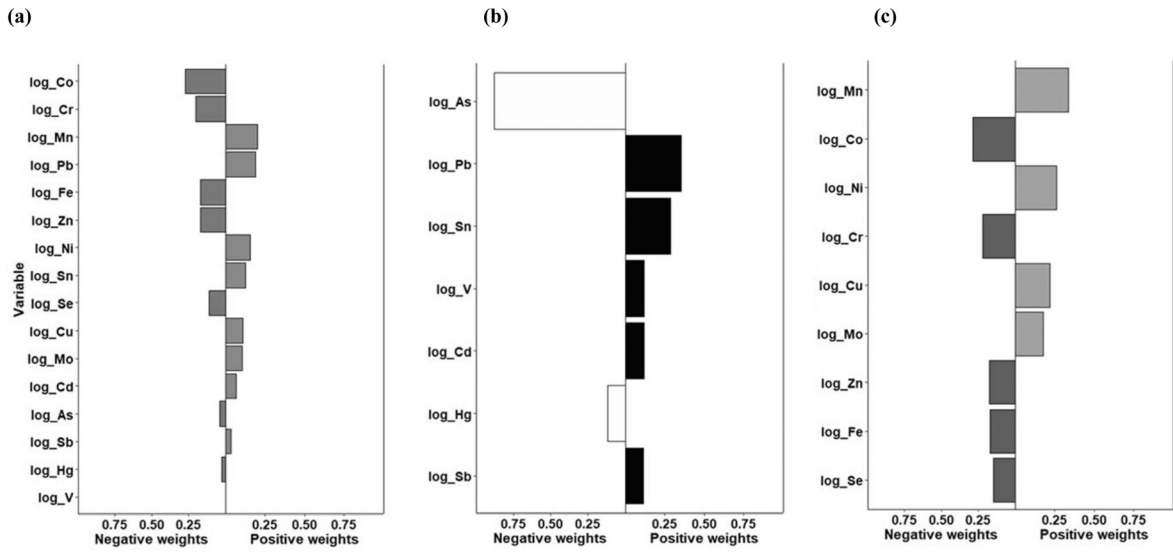 (a)
(b)
(c)
Variable
log_Co
log_Cr
log_Mn
log_Pb
log_Fe
log_Zn
log_Ni
log_Sn
log_Se
log_Cu
log_Mo
log_Cd
log_As
log_Sb
log_Hg
log_V
0.75 0.50 0.25 0.25 0.50 0.75
Negative weights Positive weights
log_As
log_Pb
log_Sn
log_V
log_Cd
log_Hg
log_Sb
0.75 0.50 0.25 0.25 0.50 0.75
Negative weights Positive weights
log_Mn
log_Co
log_Ni
log_Cr
log_Cu
log_Mo
log_Zn
log_Fe
log_Se
0.75 0.50 0.25 0.25 0.50 0.75
Negative weights Positive weights